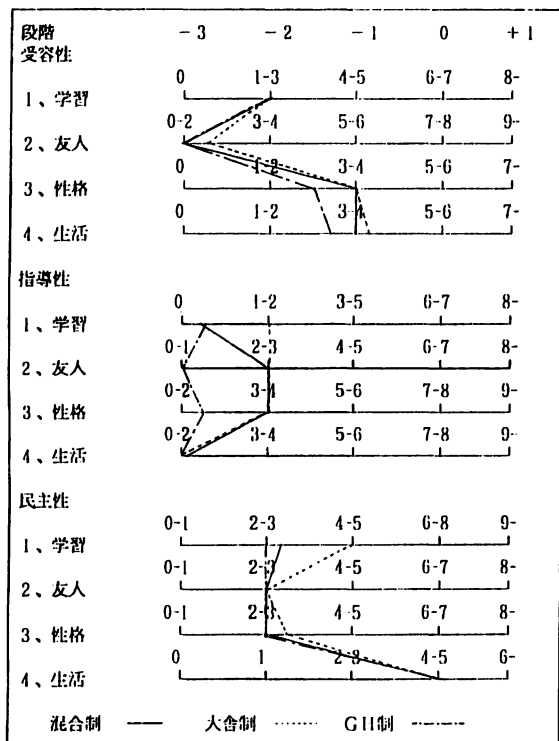 段階 －3 －2 －1 0 ＋1
受容性
0 1-3 4-5 6-7 8-
1、学習
0-2 3-4 5-6 7-8 9-
2、友人
0 1-2 3-4 5-6 7-
3、性格
0 1-2 3-4 5-6 7-
4、生活
指導性
0 1-2 3-5 6-7 8-
1、学習
0-1 2-3 4-5 6-7 8-
2、友人
0-2 3-4 5-6 7-8 9-
3、性格
0-2 3-4 5-6 7-8 9-
4、生活
民主性
0-1 2-3 4-5 6-8 9-
1、学習
0-1 2-3 4-5 6-7 8-
2、友人
0-1 2-3 4-5 6-7 8-
3、性格
0 1 2-3 4-5 6-
4、生活
混合制 大舎制 GH制